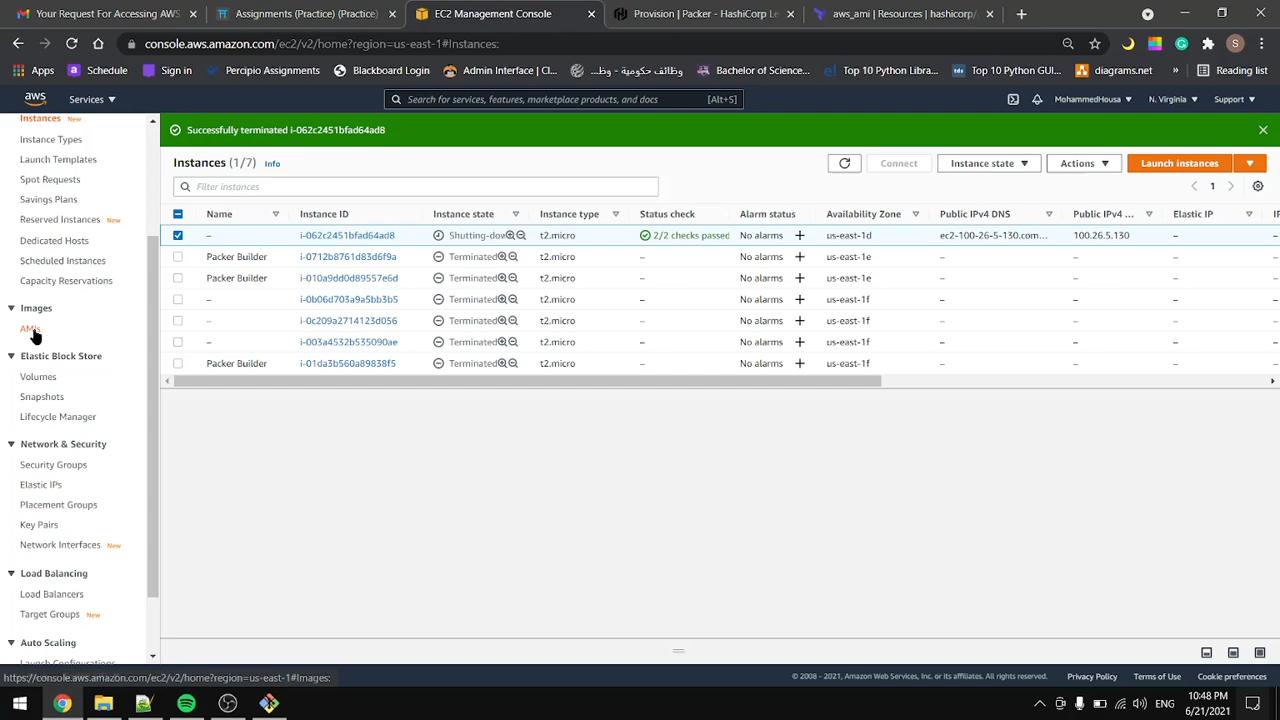 M Gmail
EC2 Management Con
Provision | Packer - HashiCorp Le
aws_ami | Data Sources | hashico
console.aws.amazon.com/ec2/v2/home?region=us-east-1#Instances:
S
Apps
Schedule
Sign in
Percipio Assignments
Blackboard Login
Admin Interface | Cl...
Bachelor of Science...
Top 10 Python Libra...
Top 10 Python GUI...
diagrams.net
»
Reading list
aws
Services
Search for services, features, marketplace products, and docs
[Alt+S]
MohammedHousa
N. Virginia
Support
Instances New
Instance Types
Launch Templates
Spot Requests
Savings Plans
Reserved Instances New
Dedicated Hosts
Scheduled Instances
Capacity Reservations
Images
AMIs
Elastic Block Store
Volumes
Snapshots
Lifecycle Manager
Network & Security
Security Groups
Elastic IPs
Placement Groups
Key Pairs
Network Interfaces New
Load Balancing
Load Balancers
Target Groups New
Auto Scaling
Launch Configurations
Successfully terminated i-062c2451bfad64ad8
Instances (1/7) Info
Connect
Instance state
Actions
Launch instances
Filter instances
1
Name Instance ID Instance state Instance type Status check Alarm status Availability Zone Public IPv4 DNS Public IPv4 ... Elastic IP
– i-062c2451bfad64ad8 Shutting-dow t2.micro 2/2 checks passed No alarms + us-east-1d ec2-100-26-5-130.com... 100.26.5.130 –
Packer Builder i-0712b8761d83d6f9a Terminated t2.micro – No alarms + us-east-1e – – –
Packer Builder i-010a9dd0d89557e6d Terminated t2.micro – No alarms + us-east-1e – – –
– i-0b06d703a9a5bb3b5 Terminated t2.micro – No alarms + us-east-1f – – –
– i-0c209a2714123d056 Terminated t2.micro – No alarms + us-east-1f – – –
– i-003a4532b535090ae Terminated t2.micro – No alarms + us-east-1f – – –
Packer Builder i-01da3b560a89838f5 Terminated t2.micro – No alarms + us-east-1f – – –
https://console.aws.amazon.com/ec2/v2/home?region=us-east-1#Images:
© 2008 - 2021, Amazon Web Services, Inc. or its affiliates. All rights reserved.
Privacy Policy
Terms of Use
Cookie preferences
ENG
10:48 PM
6/21/2021